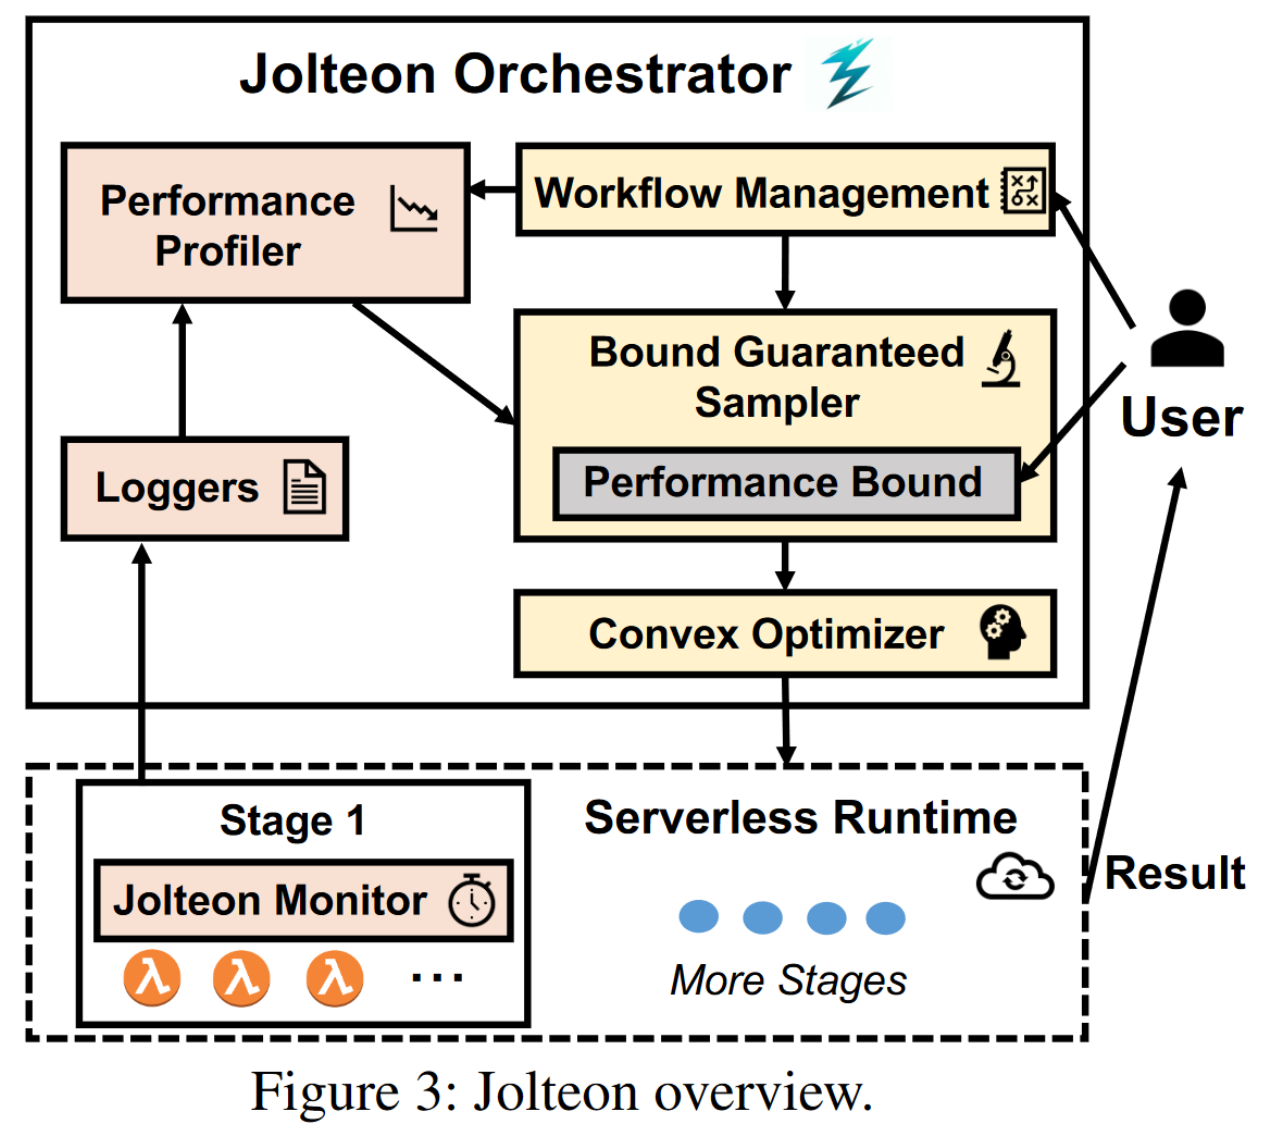 Jolteon Orchestrator
Performance
Profiler
Workflow Management
Bound Guaranteed
Sampler
Performance Bound
User
Loggers
Convex Optimizer
Stage 1
Jolteon Monitor
λ λ λ ...
Serverless Runtime
More Stages
Result
Figure 3: Jolteon overview.